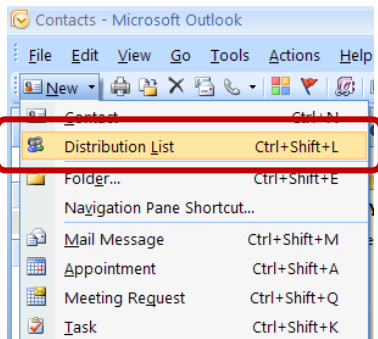 Contacts - Microsoft Outlook
File Edit View Go Tools Actions Help
New
Contact Ctrl+N
Distribution List Ctrl+Shift+L
Folder... Ctrl+Shift+E
Navigation Pane Shortcut...
Mail Message Ctrl+Shift+M
Appointment Ctrl+Shift+A
Meeting Request Ctrl+Shift+Q
Task Ctrl+Shift+K